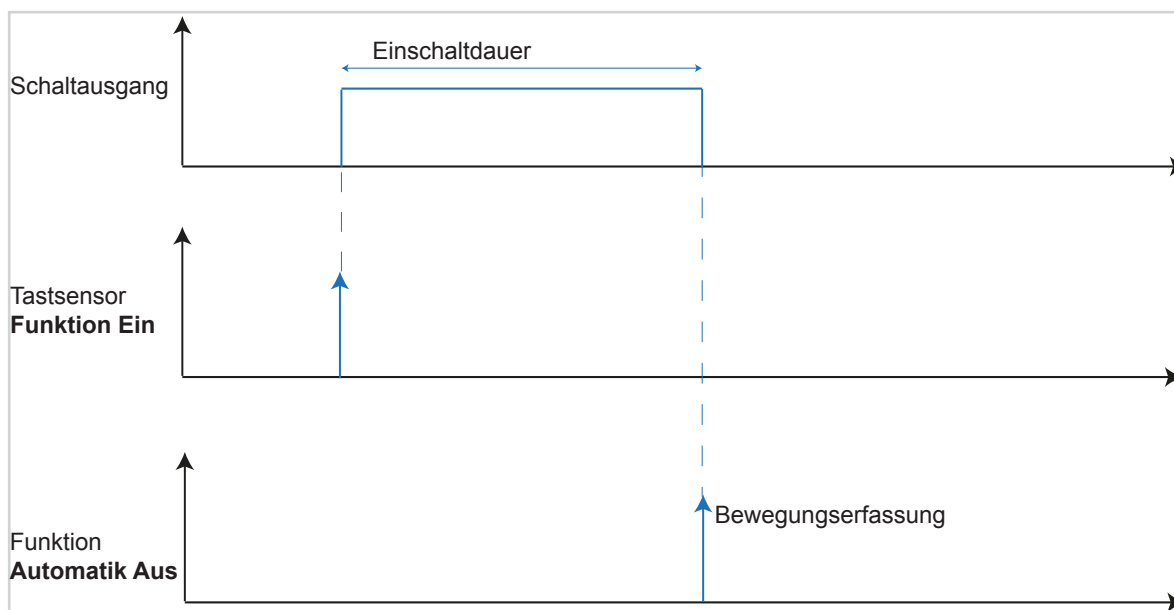 Einschaltdauer
Schaltausgang
Tastsensor
Funktion Ein
Bewegungserfassung
Funktion
Automatik Aus